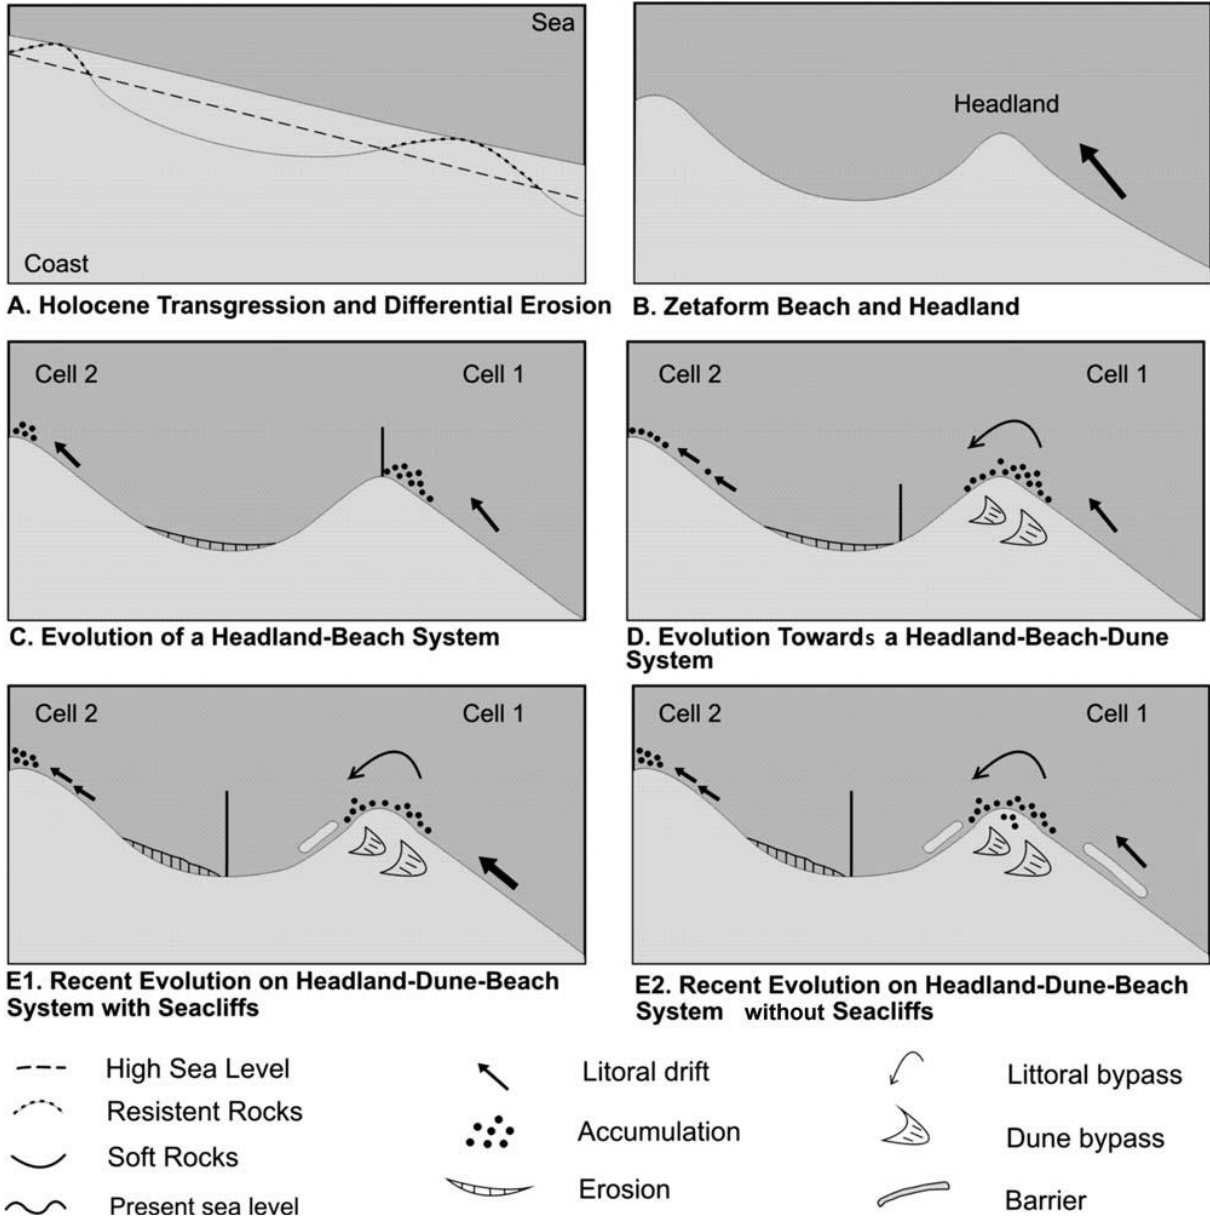 Sea
Coast
A. Holocene Transgression and Differential Erosion
Headland
B. Zetaform Beach and Headland
Cell 2
Cell 1
C. Evolution of a Headland-Beach System
Cell 2
Cell 1
D. Evolution Towards a Headland-Beach-Dune
System
Cell 2
Cell 1
E1. Recent Evolution on Headland-Dune-Beach
System with Seacliffs
Cell 2
Cell 1
E2. Recent Evolution on Headland-Dune-Beach
System without Seacliffs
High Sea Level
Resistent Rocks
Soft Rocks
Present sea level
Litoral drift
Accumulation
Erosion
Littoral bypass
Dune bypass
Barrier